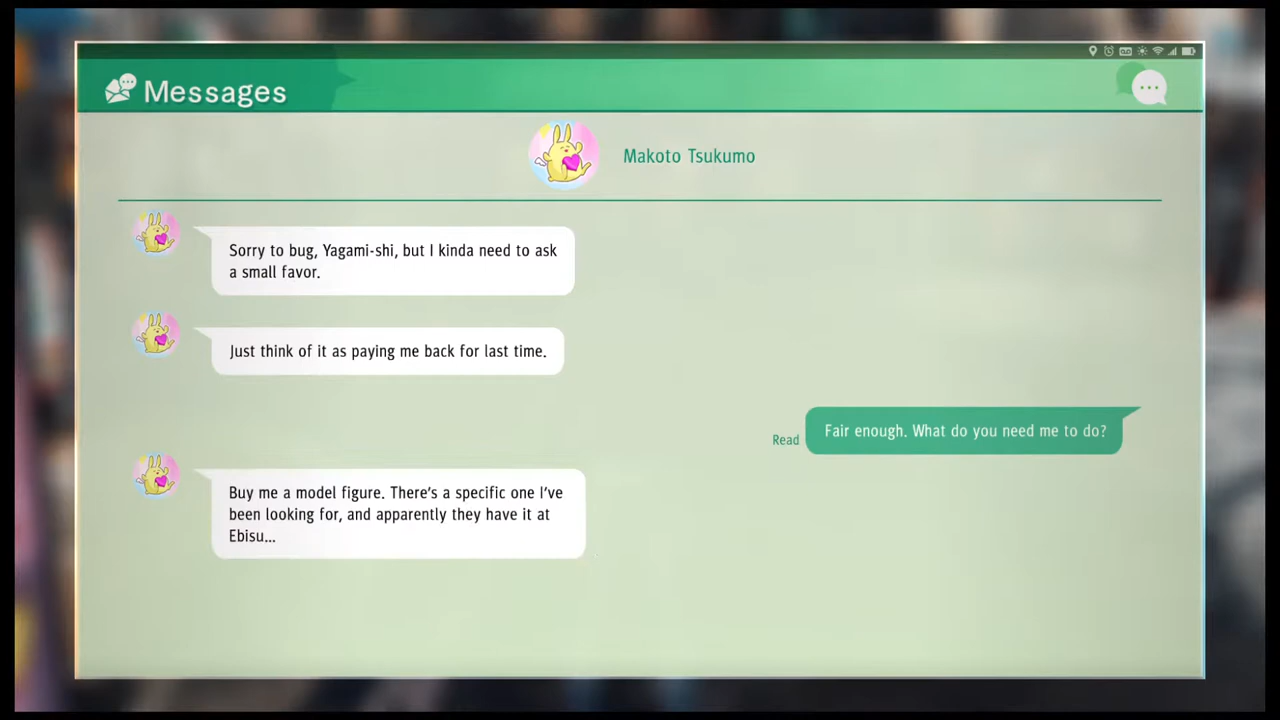 Messages
Makoto Tsukumo
Sorry to bug, Yagami-shi, but I kinda need to ask
a small favor.
Just think of it as paying me back for last time.
Read
Fair enough. What do you need me to do?
Buy me a model figure. There's a specific one I've
been looking for, and apparently they have it at
Ebisu...